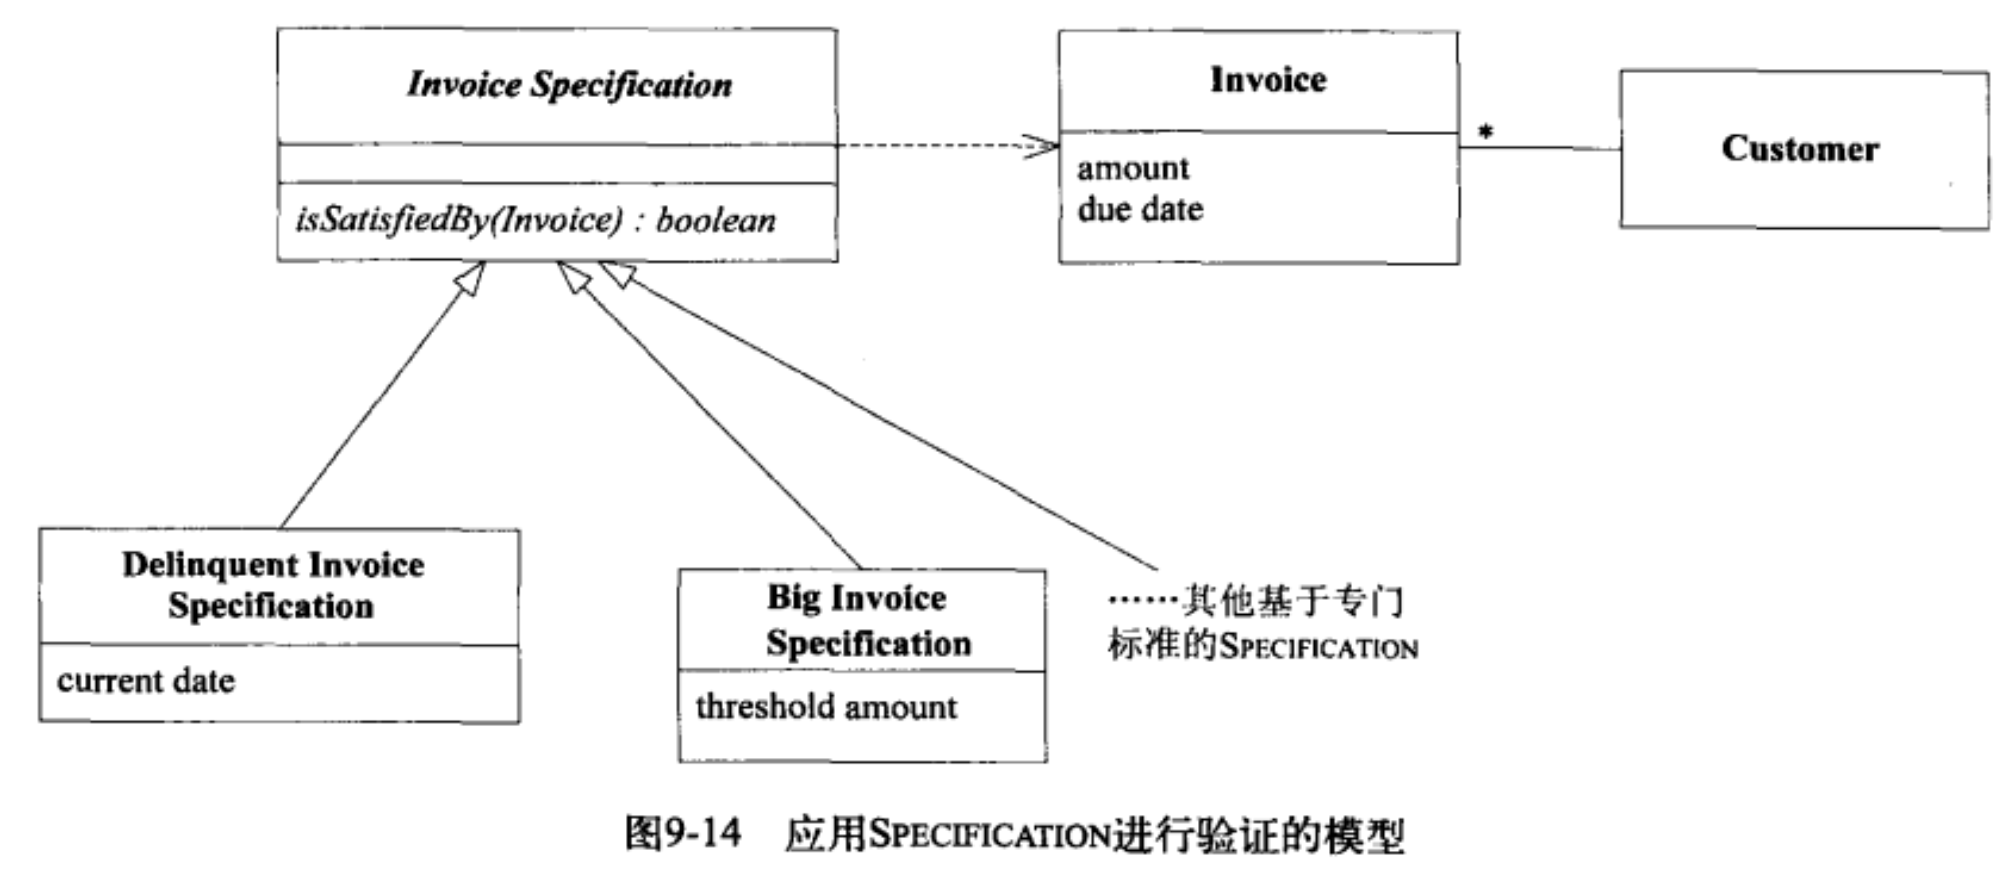 Invoice Specification
isSatisfiedBy(Invoice) : boolean
Invoice
amount
due date
*
Customer
Delinquent Invoice
Specification
current date
Big Invoice
Specification
threshold amount
……其他基于专门
标准的SPECIFICATION
图9-14 应用SPECIFICATION进行验证的模型